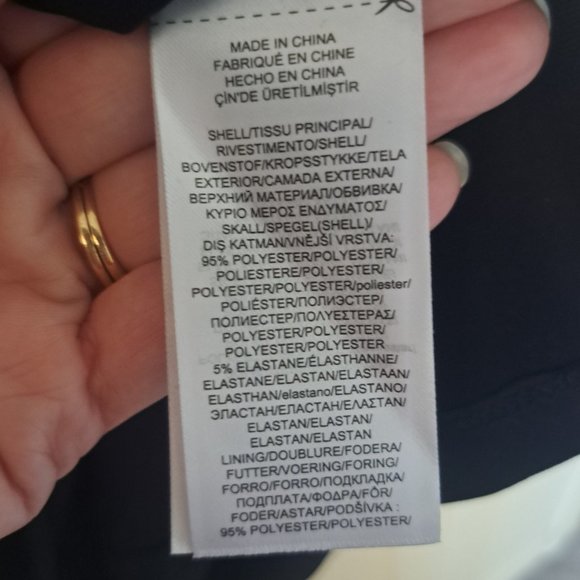 MADE IN CHINA
FABRIQUÉ EN CHINE
HECHO EN CHINA
ÇİN'DE ÜRETİLMİŞTİR
SHELL/TISSU PRINCIPAL/
RIVESTIMENTO/SHELL/
BOVENSTOF/KROPSSTYKKE/TELA
EXTERIOR/CAMADA EXTERNA/
ВЕРХНИЙ МАТЕРИАЛ/ОБВИВКА/
ΚΥΡΙΟ ΜΕΡΟΣ ΕΝΔΥΜΑΤΟΣ/
SKALL/SPEGEL(SHELL)/
DIŞ KATMAN/VNĚJŠÍ VRSTVA:
95% POLYESTER/POLYESTER/
POLIESTERE/POLYESTER/
POLYESTER/POLYESTER/poliester/
POLIÉSTER/ПОЛИЭСТЕР/
ПОЛИЕСТЕР/ΠΟΛΥΕΣΤΕΡΑΣ/
POLYESTER/POLYESTER/
POLYESTER/POLYESTER
5% ELASTANE/ÉLASTHANNE/
ELASTANE/ELASTAN/ELASTAAN/
ELASTHAN/elastano/ELASTANO/
ЭЛАСТАН/ЕЛАСТАН/ΕΛΑΣΤΑΝ/
ELASTAN/ELASTAN/
ELASTAN/ELASTAN
LINING/DOUBLURE/FODERA/
FUTTER/VOERING/FORING/
FORRO/FORRO/ПОДКЛАДКА/
ПОДПЛАТА/ΦΟΔΡΑ/FÔR/
FODER/ASTAR/PODŠÍVKA :
95% POLYESTER/POLYESTER/